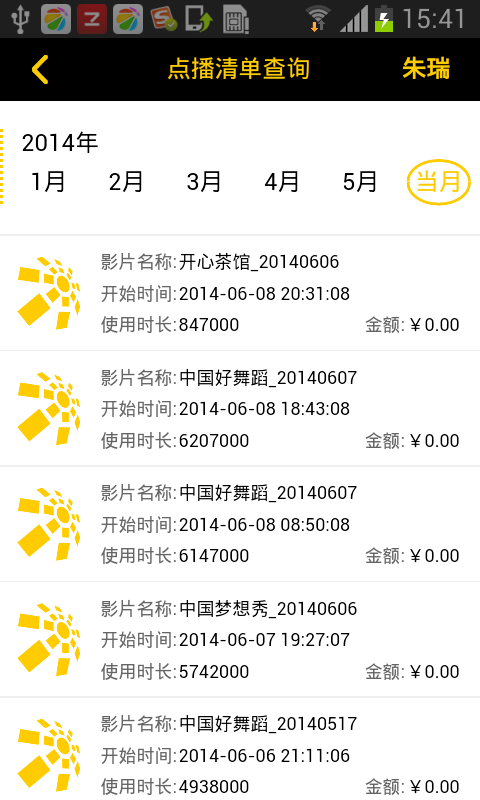 15:41
点播清单查询
朱瑞
2014年
1月 2月 3月 4月 5月 当月
影片名称:开心茶馆_20140606
开始时间:2014-06-08 20:31:08
使用时长:847000 金额:￥0.00
影片名称:中国好舞蹈_20140607
开始时间:2014-06-08 18:43:08
使用时长:6207000 金额:￥0.00
影片名称:中国好舞蹈_20140607
开始时间:2014-06-08 08:50:08
使用时长:6147000 金额:￥0.00
影片名称:中国梦想秀_20140606
开始时间:2014-06-07 19:27:07
使用时长:5742000 金额:￥0.00
影片名称:中国好舞蹈_20140517
开始时间:2014-06-06 21:11:06
使用时长:4938000 金额:￥0.00